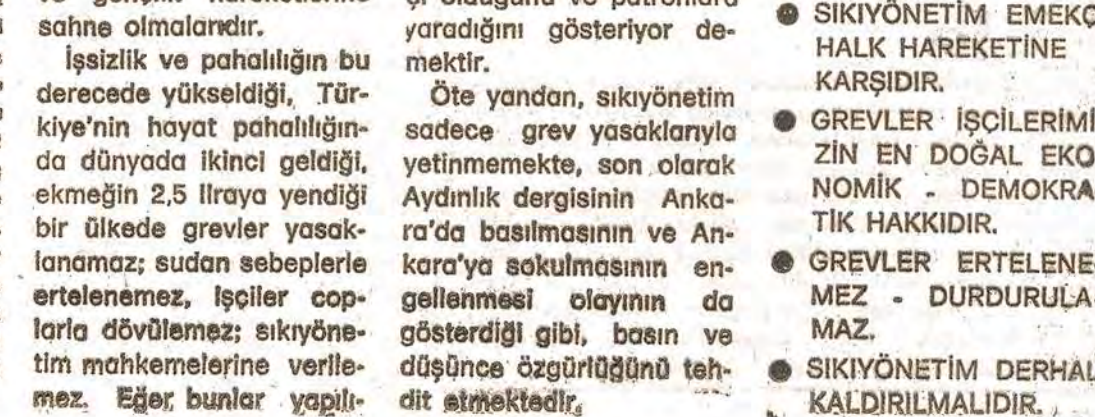 sahne olmalarıdır.
İşsizlik ve pahalılığın bu
derecede yükseldiği, Tür-
kiye'nin hayat pahalılığın-
da dünyada ikinci geldiği,
ekmeğin 2,5 liraya yendiği
bir ülkede grevler yasak-
lanamaz; sudan sebeplerle
ertelenemez, işçiler cop-
larla dövülemez; sıkıyöne-
tim mahkemelerine verile-
mez. Eğer bunlar yapılı-
yaradığını gösteriyor de-
mektir.
Öte yandan, sıkıyönetim
sadece grev yasaklarıyla
yetinmemekte, son olarak
Aydınlık dergisinin Anka-
ra'da basılmasının ve An-
kara'ya sokulmasının en-
gellenmesi olayının da
gösterdiği gibi, basın ve
düşünce özgürlüğünü teh-
dit etmektedir.
● SIKIYÖNETİM EMEKÇ
HALK HAREKETİNE
KARŞIDIR.
● GREVLER İŞÇİLERİMİ
ZİN EN DOĞAL EKO
NOMİK - DEMOKRA
TİK HAKKIDIR.
● GREVLER ERTELENE-
MEZ - DURDURULA-
MAZ.
● SIKIYÖNETİM DERHAL
KALDIRILMALIDIR.